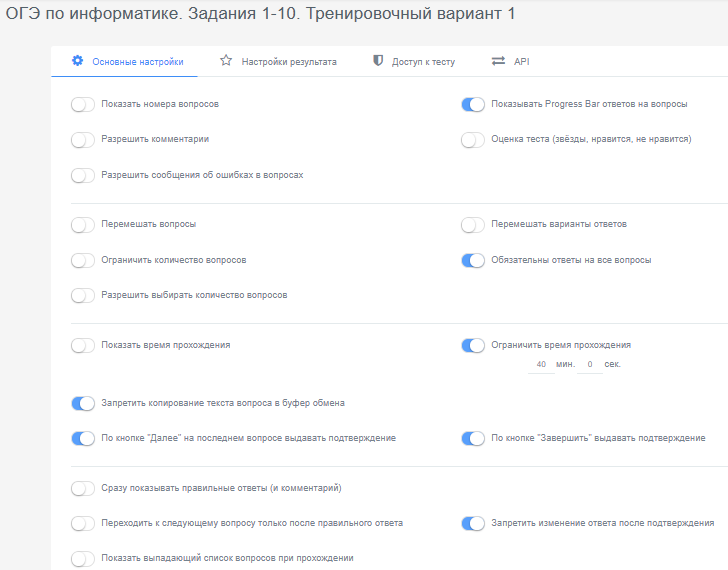 ОГЭ по информатике. Задания 1-10. Тренировочный вариант 1
Основные настройки Настройки результата Доступ к тесту API
Показать номера вопросов Показывать Progress Bar ответов на вопросы
Разрешить комментарии Оценка теста (звёзды, нравится, не нравится)
Разрешить сообщения об ошибках в вопросах
Перемешать вопросы Перемешать варианты ответов
Ограничить количество вопросов Обязательны ответы на все вопросы
Разрешить выбирать количество вопросов
Показать время прохождения Ограничить время прохождения
40 мин. 0 сек.
Запретить копирование текста вопроса в буфер обмена
По кнопке "Далее" на последнем вопросе выдавать подтверждение По кнопке "Завершить" выдавать подтверждение
Сразу показывать правильные ответы (и комментарий)
Переходить к следующему вопросу только после правильного ответа Запретить изменение ответа после подтверждения
Показать выпадающий список вопросов при прохождении